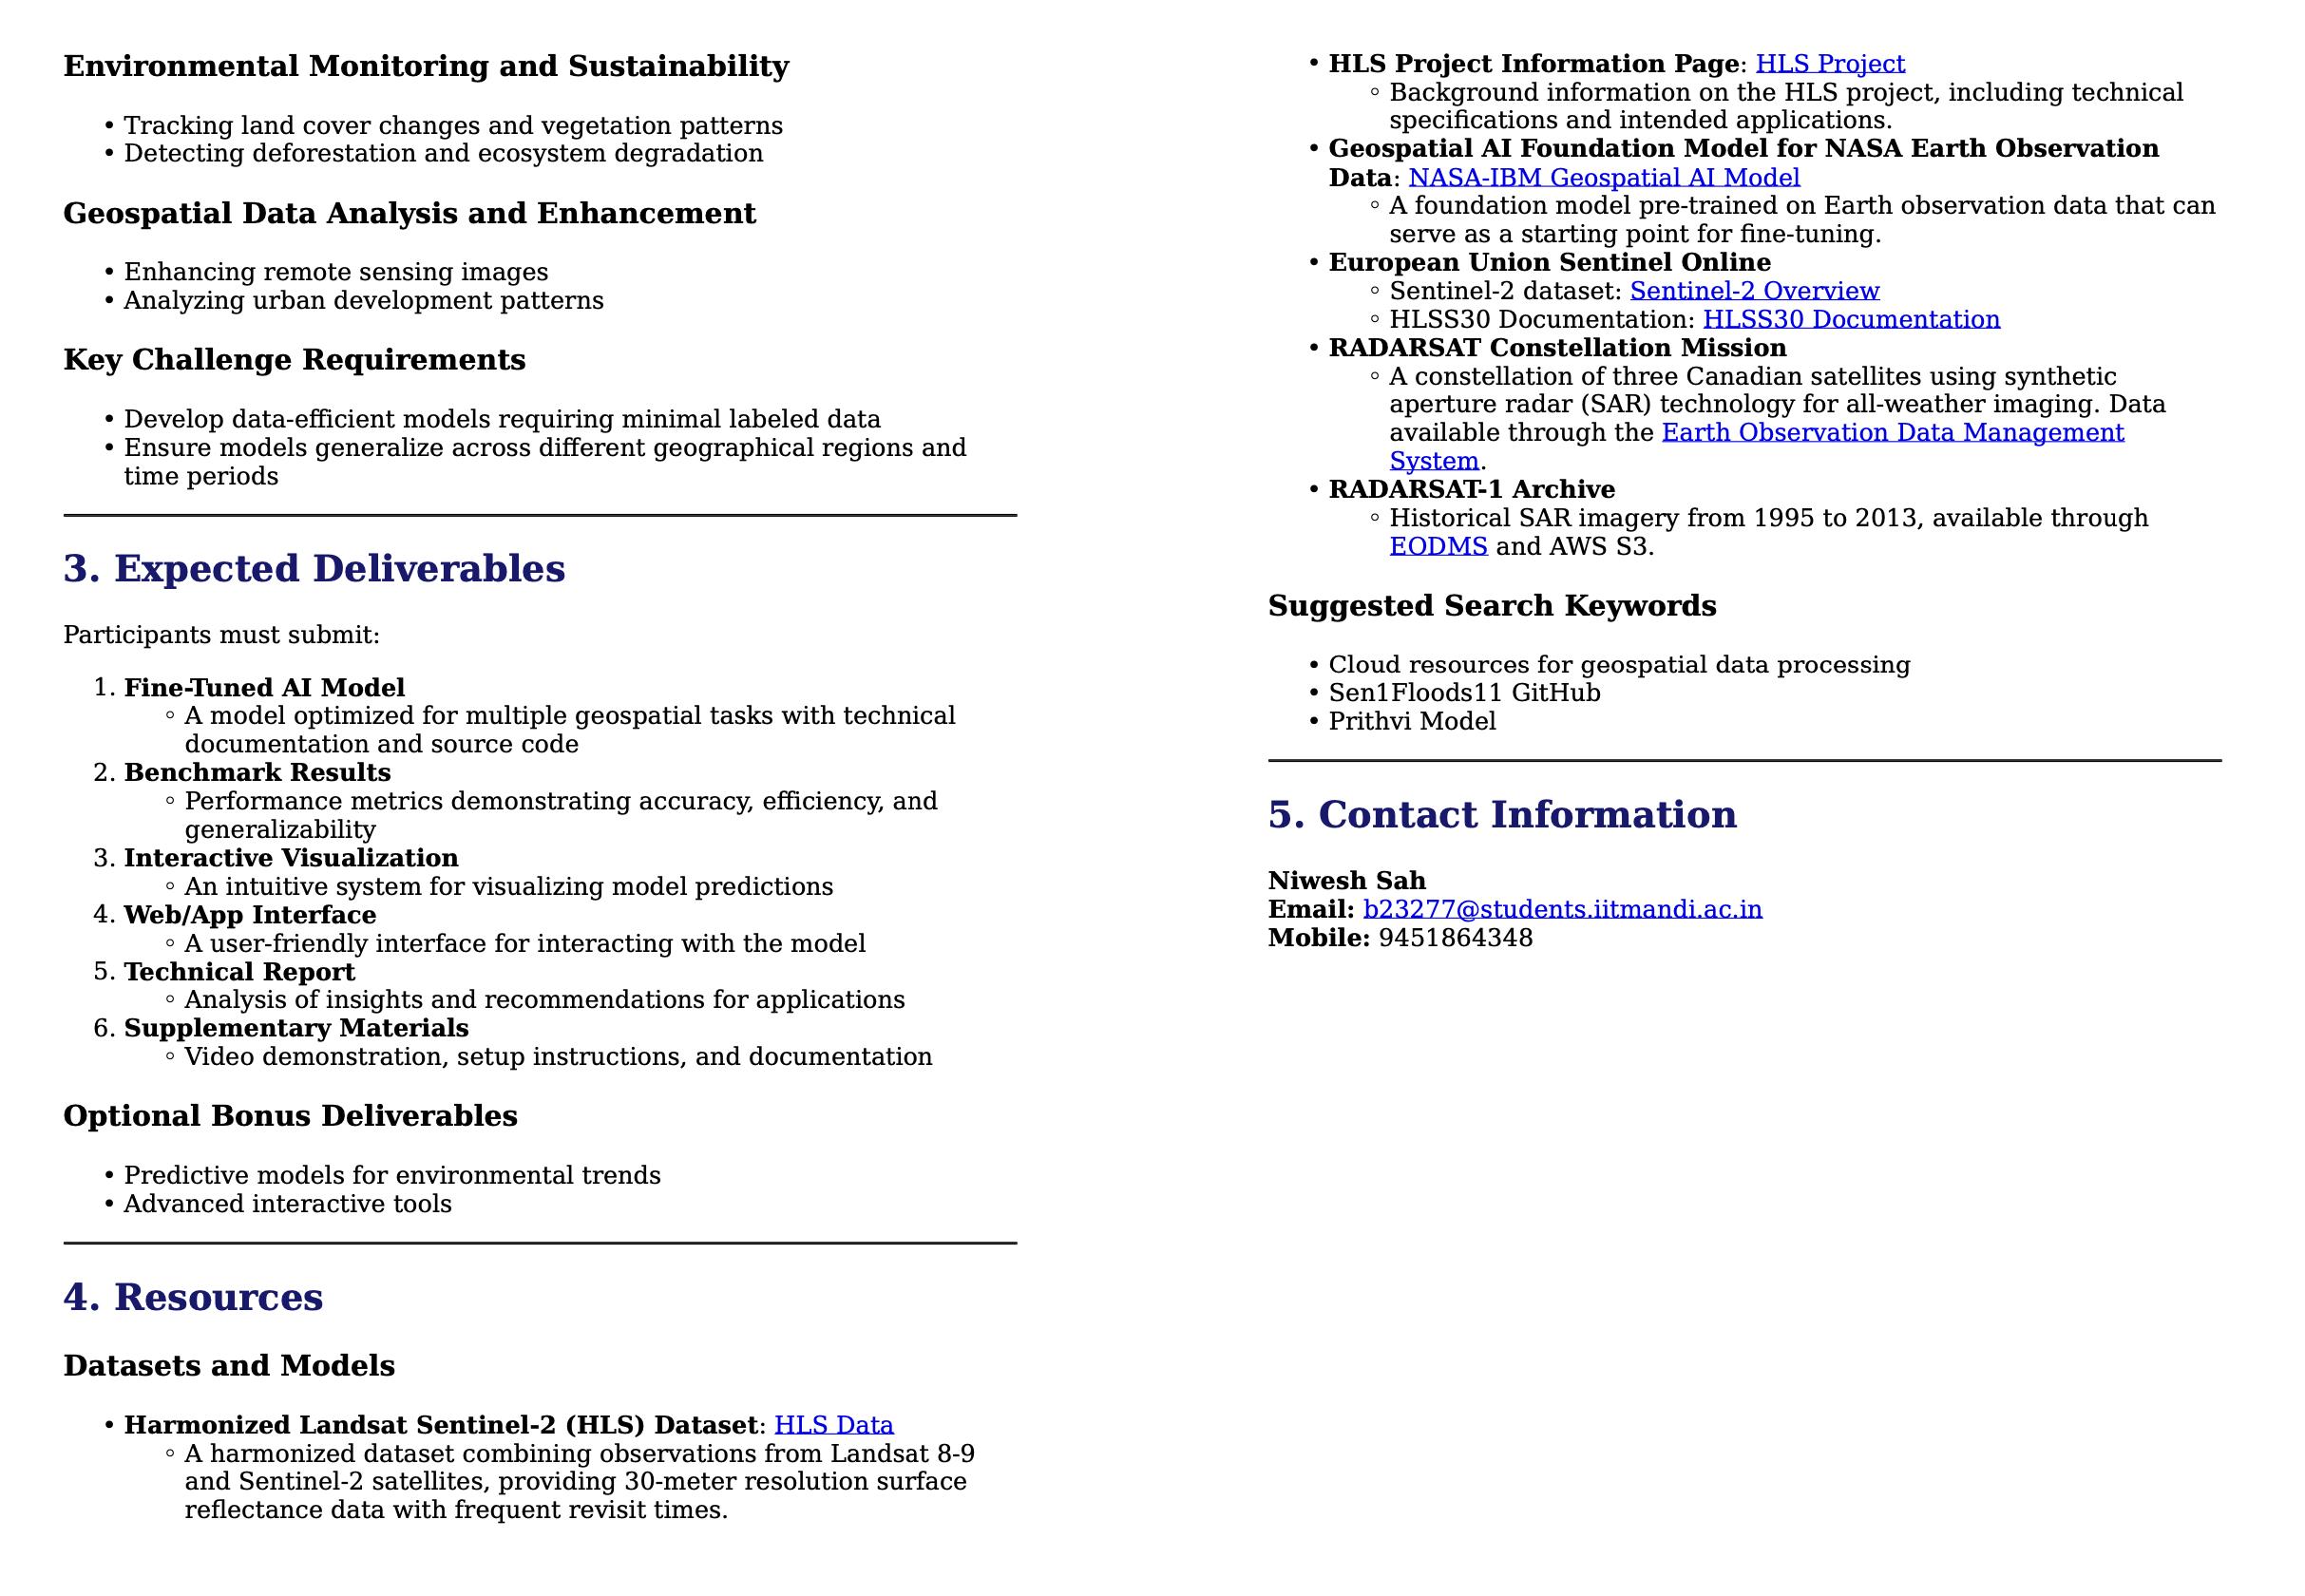 Environmental Monitoring and Sustainability
• Tracking land cover changes and vegetation patterns
• Detecting deforestation and ecosystem degradation
Geospatial Data Analysis and Enhancement
• Enhancing remote sensing images
• Analyzing urban development patterns
Key Challenge Requirements
• Develop data-efficient models requiring minimal labeled data
• Ensure models generalize across different geographical regions and
time periods
3. Expected Deliverables
Participants must submit:
1. Fine-Tuned AI Model
◦ A model optimized for multiple geospatial tasks with technical
documentation and source code
2. Benchmark Results
◦ Performance metrics demonstrating accuracy, efficiency, and
generalizability
3. Interactive Visualization
◦ An intuitive system for visualizing model predictions
4. Web/App Interface
◦ A user-friendly interface for interacting with the model
5. Technical Report
◦ Analysis of insights and recommendations for applications
6. Supplementary Materials
◦ Video demonstration, setup instructions, and documentation
Optional Bonus Deliverables
• Predictive models for environmental trends
• Advanced interactive tools
4. Resources
Datasets and Models
• Harmonized Landsat Sentinel-2 (HLS) Dataset: HLS Data
◦ A harmonized dataset combining observations from Landsat 8-9
and Sentinel-2 satellites, providing 30-meter resolution surface
reflectance data with frequent revisit times.
• HLS Project Information Page: HLS Project
◦ Background information on the HLS project, including technical
specifications and intended applications.
• Geospatial AI Foundation Model for NASA Earth Observation
Data: NASA-IBM Geospatial AI Model
◦ A foundation model pre-trained on Earth observation data that can
serve as a starting point for fine-tuning.
• European Union Sentinel Online
◦ Sentinel-2 dataset: Sentinel-2 Overview
◦ HLSS30 Documentation: HLSS30 Documentation
• RADARSAT Constellation Mission
◦ A constellation of three Canadian satellites using synthetic
aperture radar (SAR) technology for all-weather imaging. Data
available through the Earth Observation Data Management
System.
• RADARSAT-1 Archive
◦ Historical SAR imagery from 1995 to 2013, available through
EODMS and AWS S3.
Suggested Search Keywords
• Cloud resources for geospatial data processing
• Sen1Floods11 GitHub
• Prithvi Model
5. Contact Information
Niwesh Sah
Email: b23277@students.iitmandi.ac.in
Mobile: 9451864348